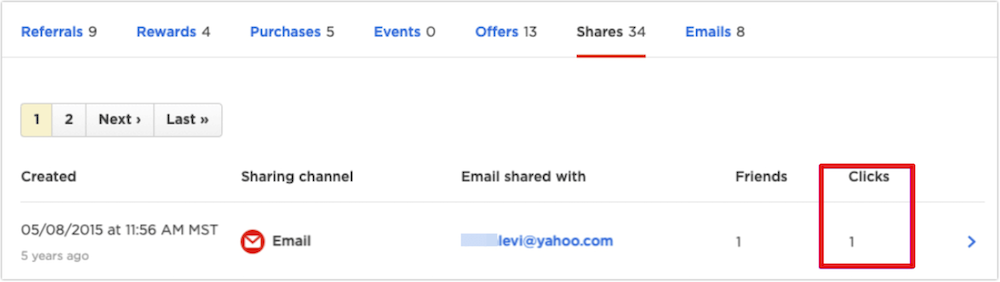 Referrals 9 Rewards 4 Purchases 5 Events 0 Offers 13 Shares 34 Emails 8
1 2 Next › Last »
Created Sharing channel Email shared with Friends Clicks
05/08/2015 at 11:56 AM MST Email levi@yahoo.com 1 1
5 years ago